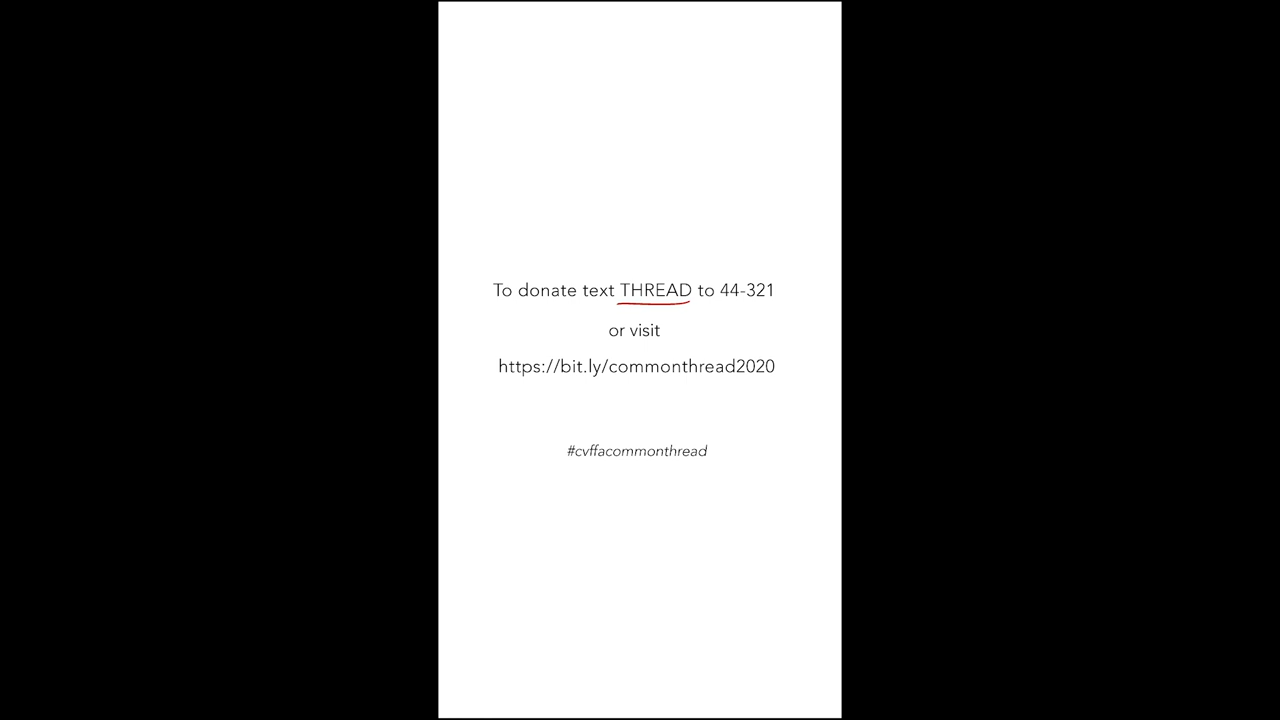 To donate text THREAD to 44-321
or visit
https://bit.ly/commonthread2020
#cvffacommonthread